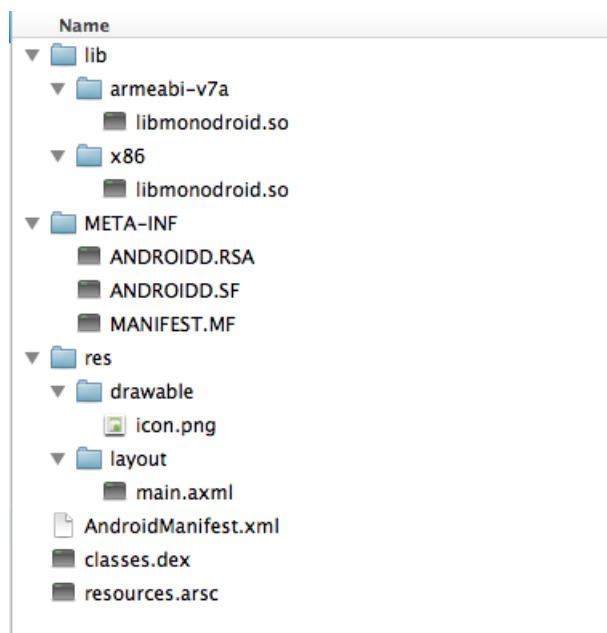 Name
lib
armeabi-v7a
libmonodroid.so
x86
libmonodroid.so
META-INF
ANDROIDD.RSA
ANDROIDD.SF
MANIFEST.MF
res
drawable
icon.png
layout
main.axml
AndroidManifest.xml
classes.dex
resources.arsc